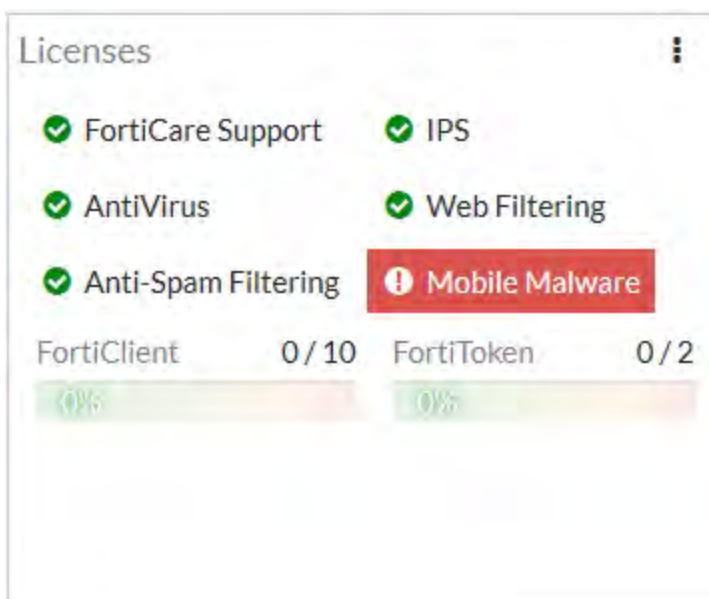 Licenses
FortiCare Support
IPS
AntiVirus
Web Filtering
Anti-Spam Filtering
Mobile Malware
FortiClient 0 / 10
FortiToken 0 / 2
0%
0%